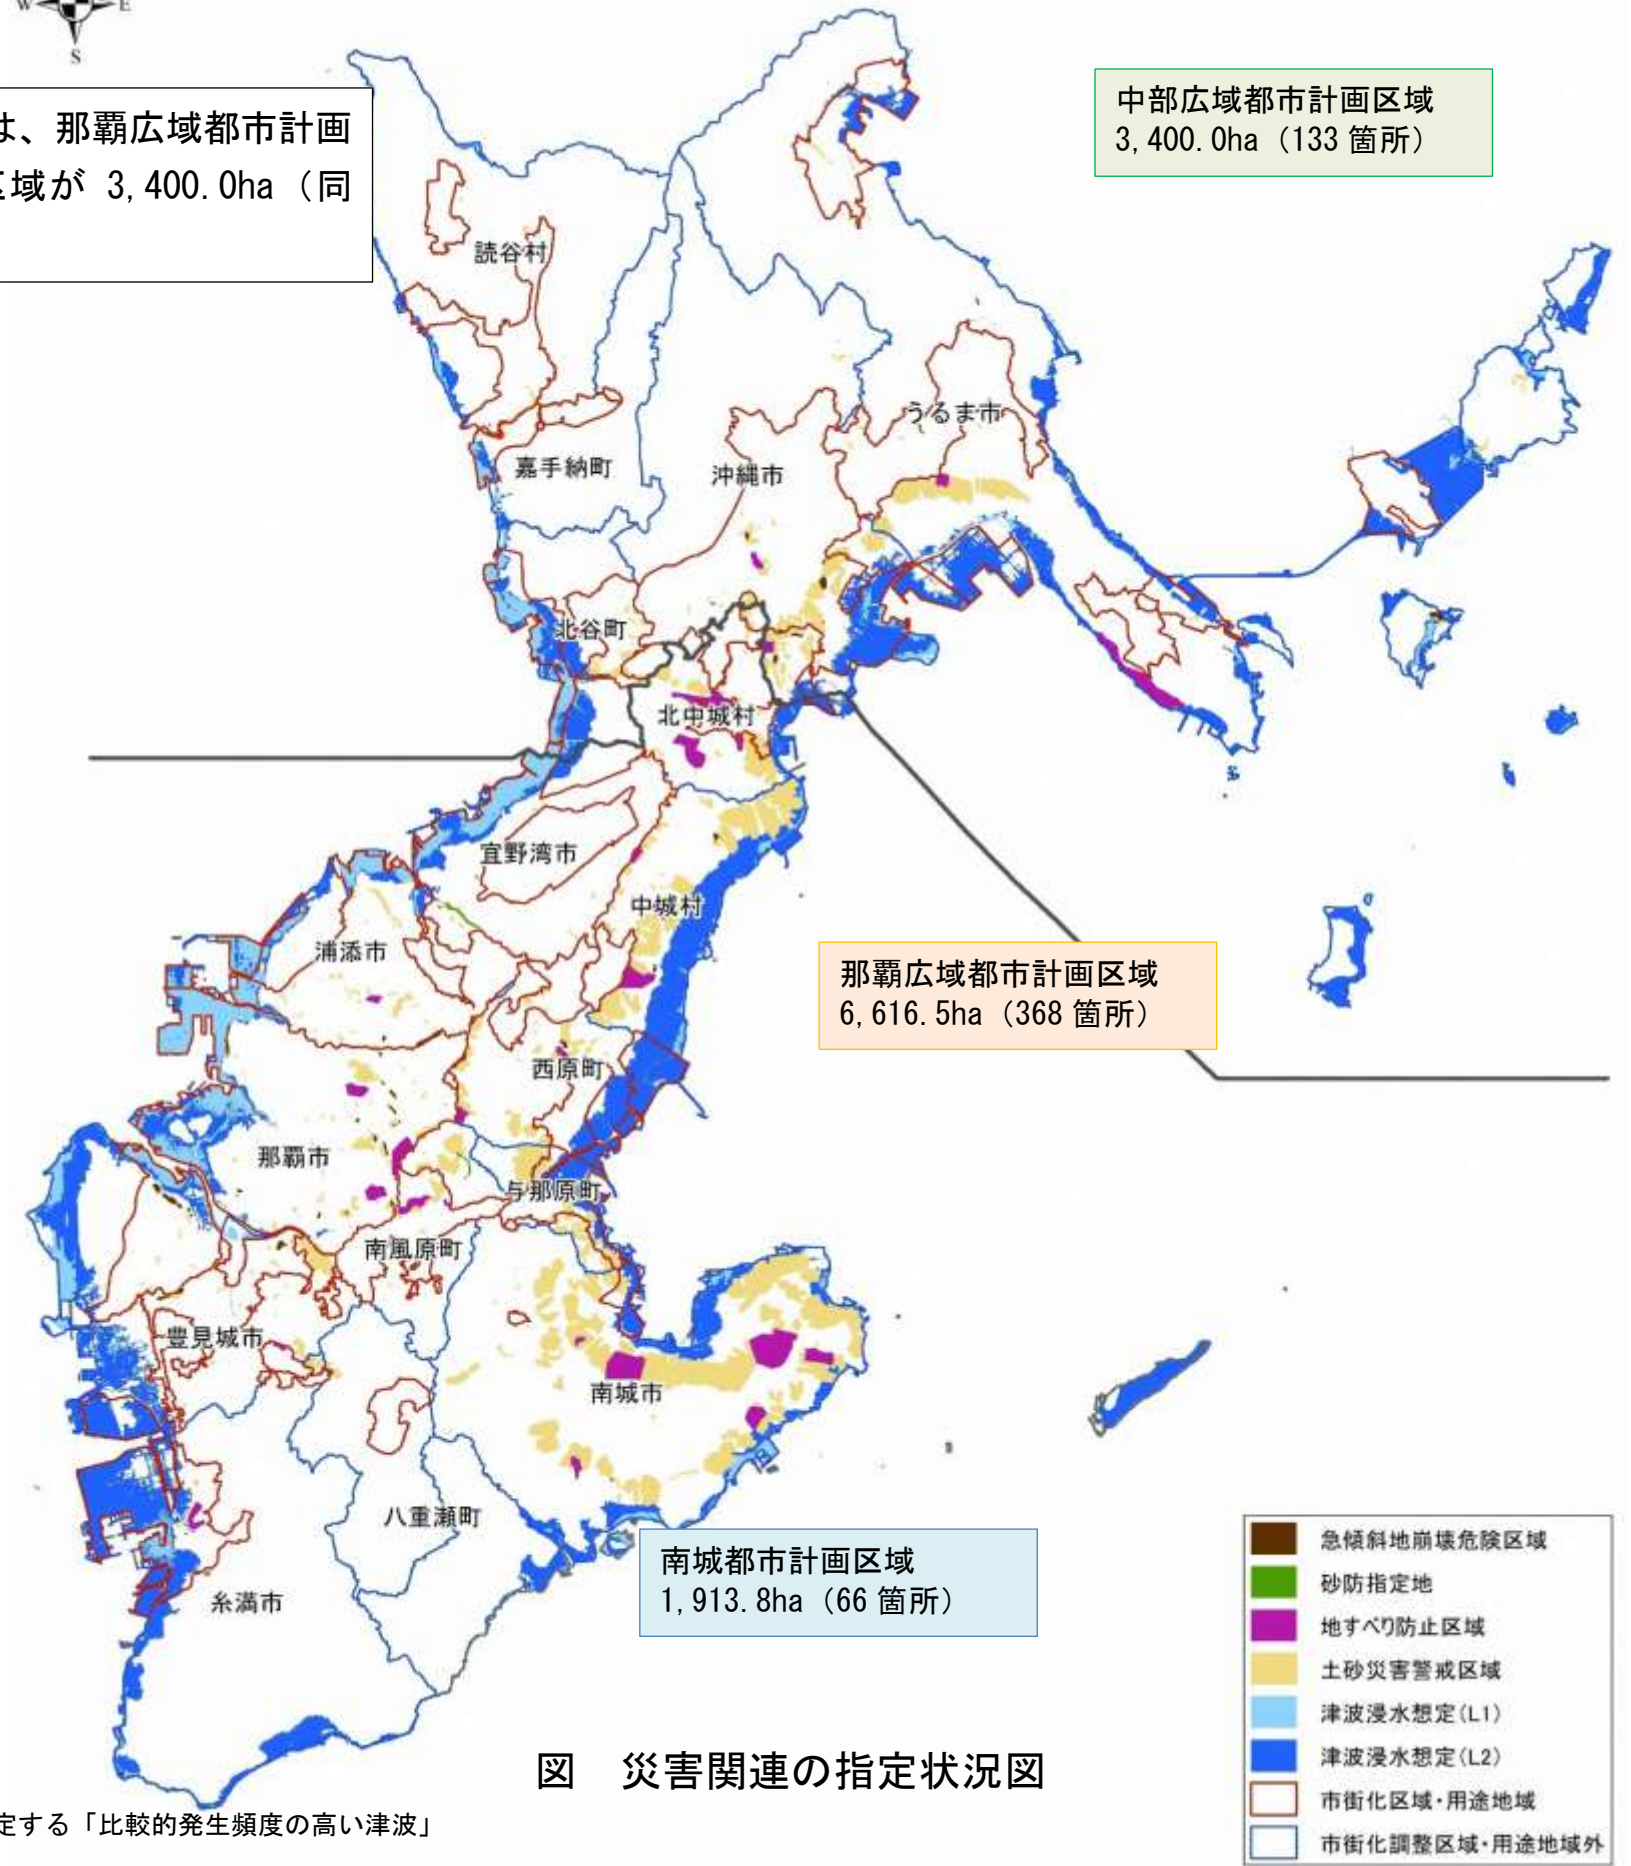 W
E
S
は、那覇広域都市計画
区域が 3,400.0ha（同
中部広域都市計画区域
3,400.0ha（133 箇所）
読谷村
うるま市
嘉手納町
沖縄市
北谷町
北中城村
宜野湾市
中城村
浦添市
那覇広域都市計画区域
6,616.5ha（368 箇所）
西原町
那覇市
与那原町
南風原町
豊見城市
南城市
八重瀬町
南城都市計画区域
1,913.8ha（66 箇所）
糸満市
急傾斜地崩壊危険区域
砂防指定地
地すべり防止区域
土砂災害警戒区域
津波浸水想定(L1)
津波浸水想定(L2)
市街化区域・用途地域
市街化調整区域・用途地域外
図　災害関連の指定状況図
定する「比較的発生頻度の高い津波」